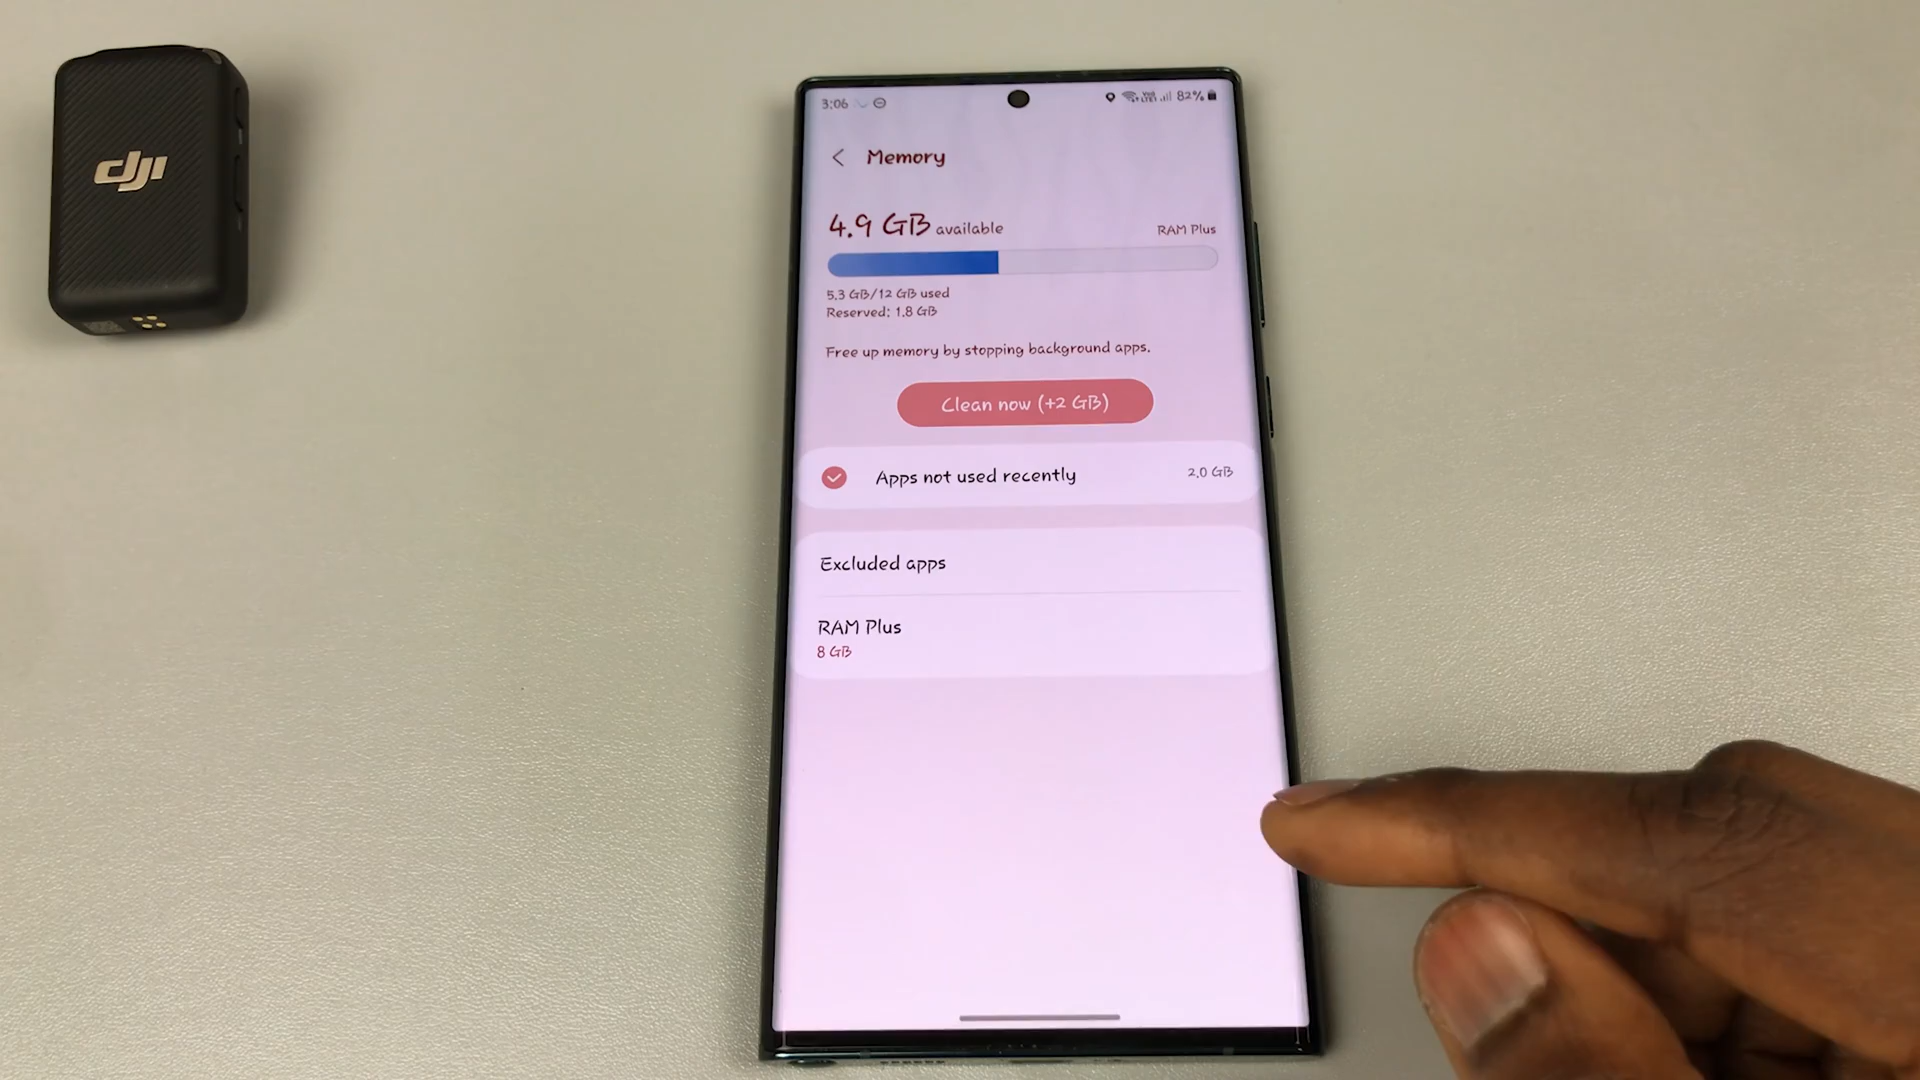 dji
3:06
82%
Memory
4.9 GB available
RAM Plus
5.3 GB/12 GB used
Reserved: 1.8 GB
Free up memory by stopping background apps.
Clean now (+2 GB)
Apps not used recently
2.0 GB
Excluded apps
RAM Plus
8 GB